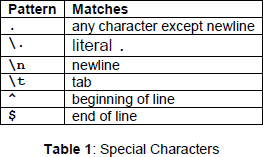 Pattern Matches
. any character except newline
\. literal .
\n newline
\t tab
^ beginning of line
$ end of line
Table 1: Special Characters